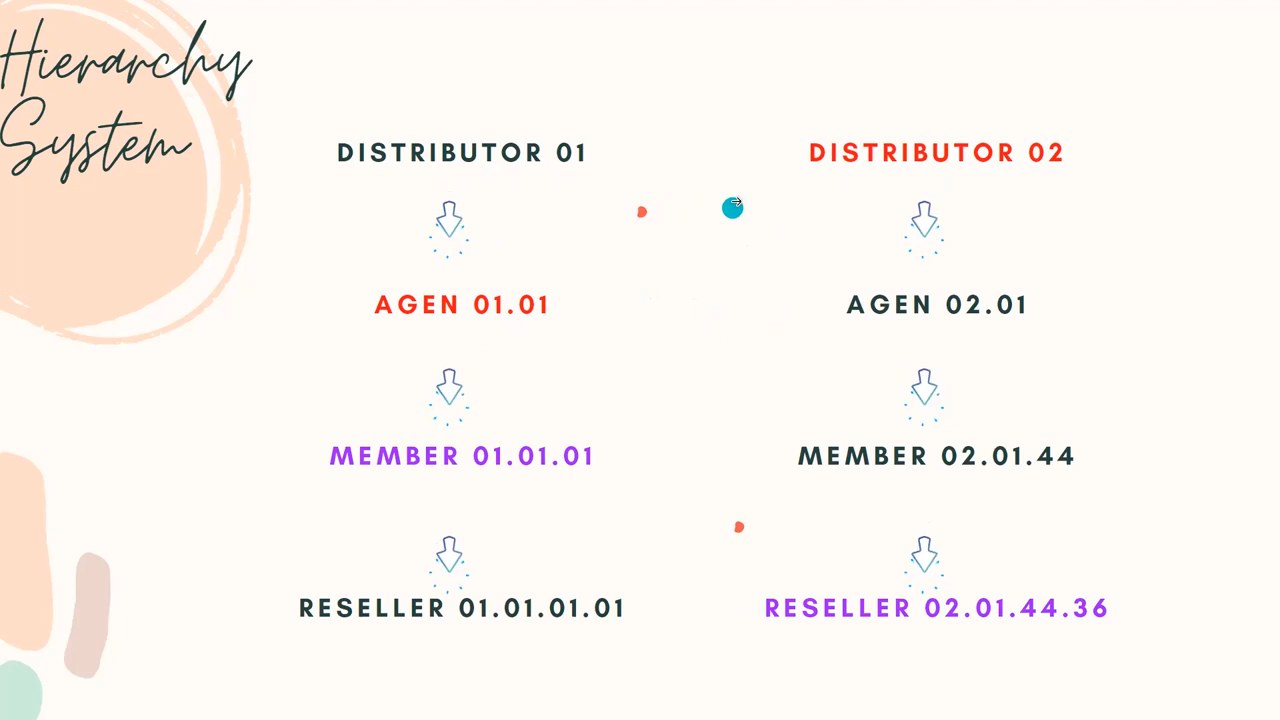 Hierarchy
System
DISTRIBUTOR 01
AGEN 01.01
MEMBER 01.01.01
RESELLER 01.01.01.01
DISTRIBUTOR 02
AGEN 02.01
MEMBER 02.01.44
RESELLER 02.01.44.36